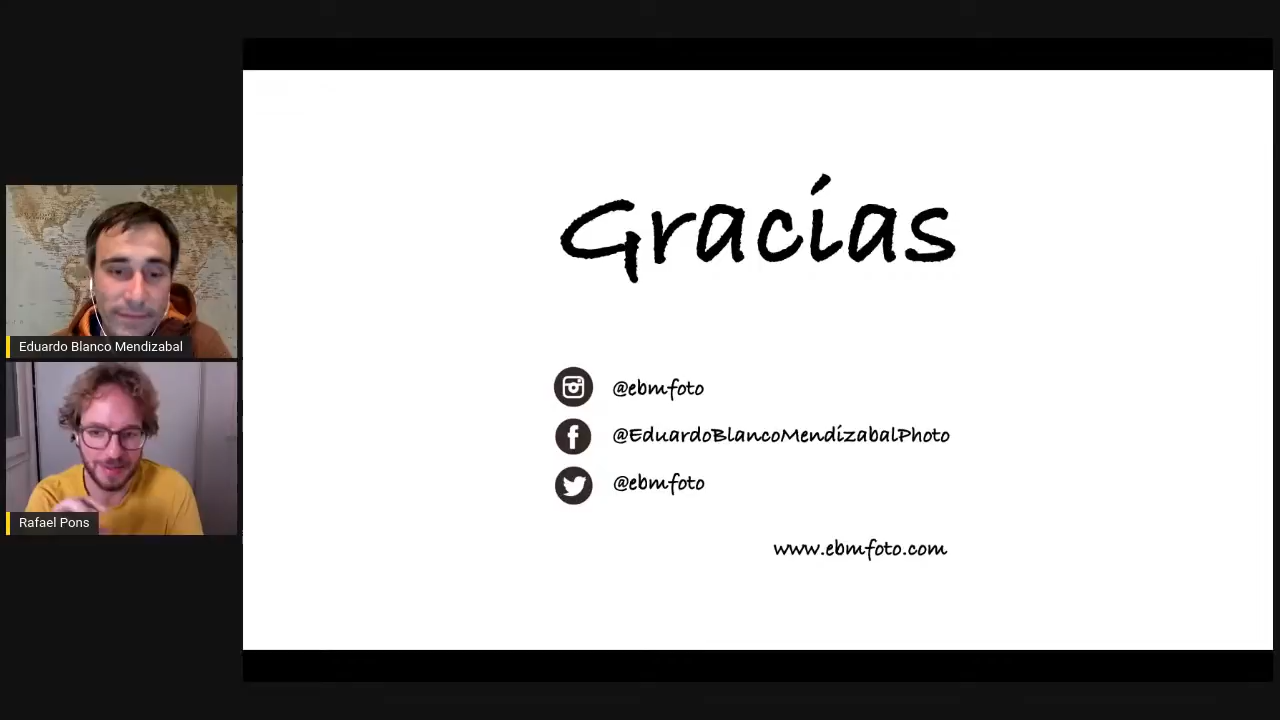 Eduardo Blanco Mendizabal
Rafael Pons
Gracias
@ebmfoto
@EduardoBlancoMendizabalPhoto
@ebmfoto
www.ebmfoto.com